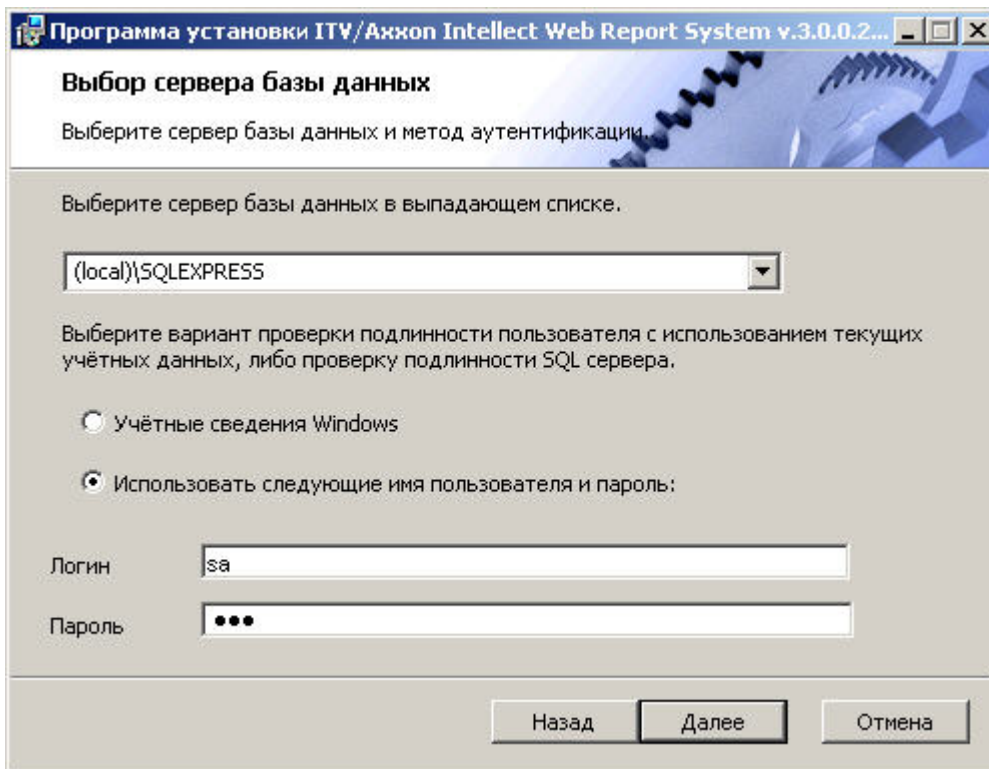 Программа установки ITV/Axxon Intellect Web Report System v.3.0.0.2...
Выбор сервера базы данных
Выберите сервер базы данных и метод аутентификации.
Выберите сервер базы данных в выпадающем списке.
(local)\SQLEXPRESS
Выберите вариант проверки подлинности пользователя с использованием текущих
учётных данных, либо проверку подлинности SQL сервера.
Учётные сведения Windows
Использовать следующие имя пользователя и пароль:
Логин
sa
Пароль
●●●
Назад
Далее
Отмена